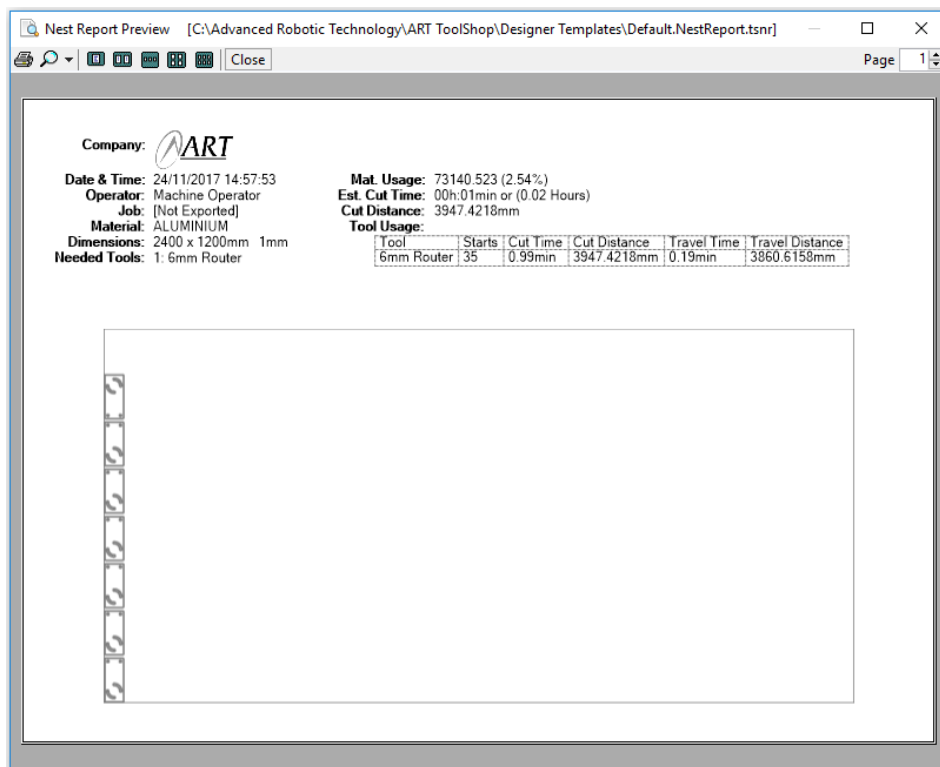 Nest Report Preview [C:\Advanced Robotic Technology\ART ToolShop\Designer Templates\Default.NestReport.tsnr]
Close Page 1
Company: ART
Date & Time: 24/11/2017 14:57:53 Mat. Usage: 73140.523 (2.54%)
Operator: Machine Operator Est. Cut Time: 00h:01min or (0.02 Hours)
Job: [Not Exported] Cut Distance: 3947.4218mm
Material: ALUMINIUM Tool Usage:
Dimensions: 2400 x 1200mm 1mm Tool Starts Cut Time Cut Distance Travel Time Travel Distance
Needed Tools: 1: 6mm Router 6mm Router 35 0.99min 3947.4218mm 0.19min 3860.6158mm